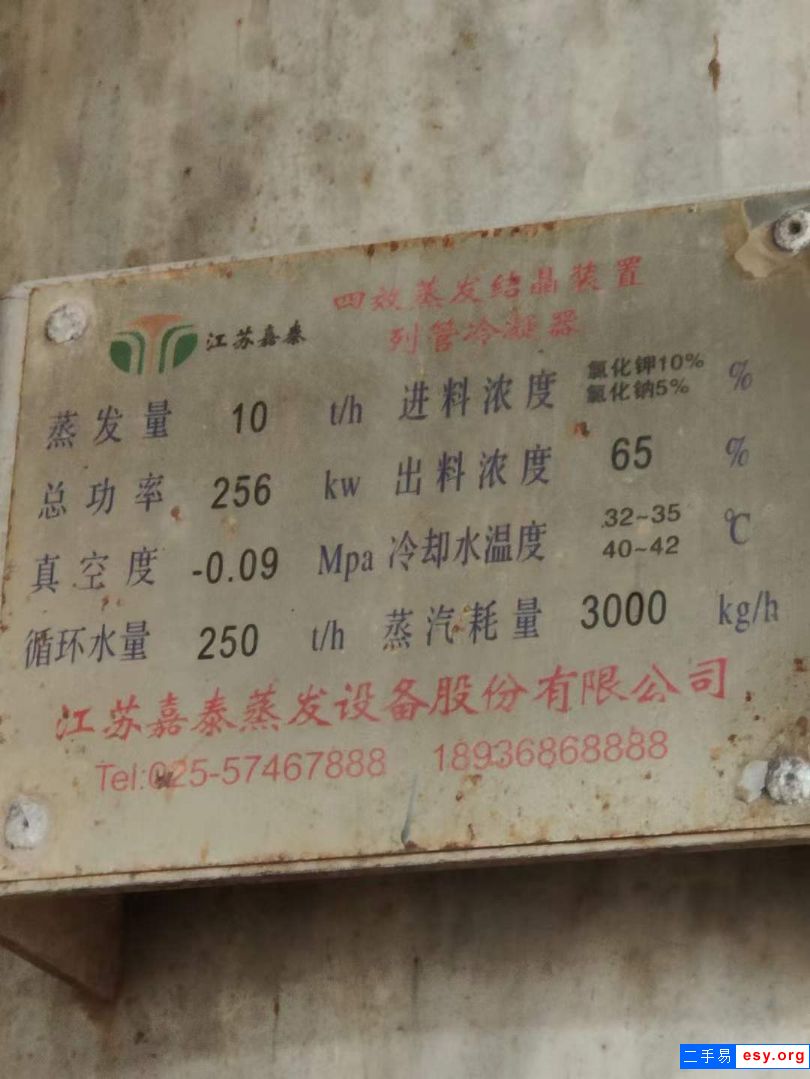 四效蒸发结晶装置
江苏嘉泰 列管冷凝器
蒸发量 10 t/h 进料浓度 氯化钾10% 氯化钠5% %
总功率 256 kw 出料浓度 65 %
真空度 -0.09 Mpa 冷却水温度 32~35 40~42 ℃
循环水量 250 t/h 蒸汽耗量 3000 kg/h
江苏嘉泰蒸发设备股份有限公司
Tel:025-57467888 18936868888
二手易 esy.org